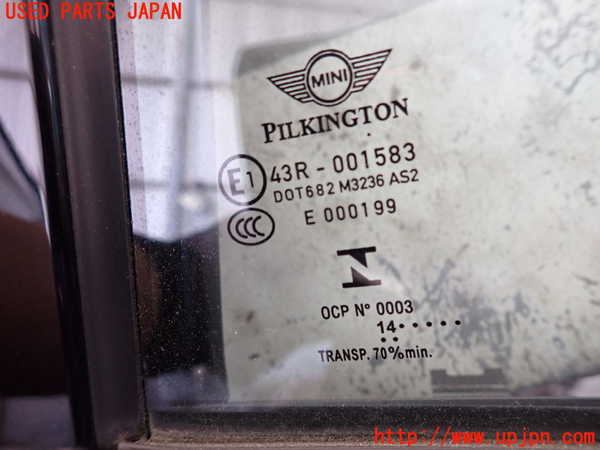 USED PARTS JAPAN
MINI
PILKINGTON
E1
43R - 001583
DOT682 M3236 AS2
CCC
E 000199
OCP N° 0003
14•••••
••
TRANSP. 70% min.
http://www.upjpn.com/